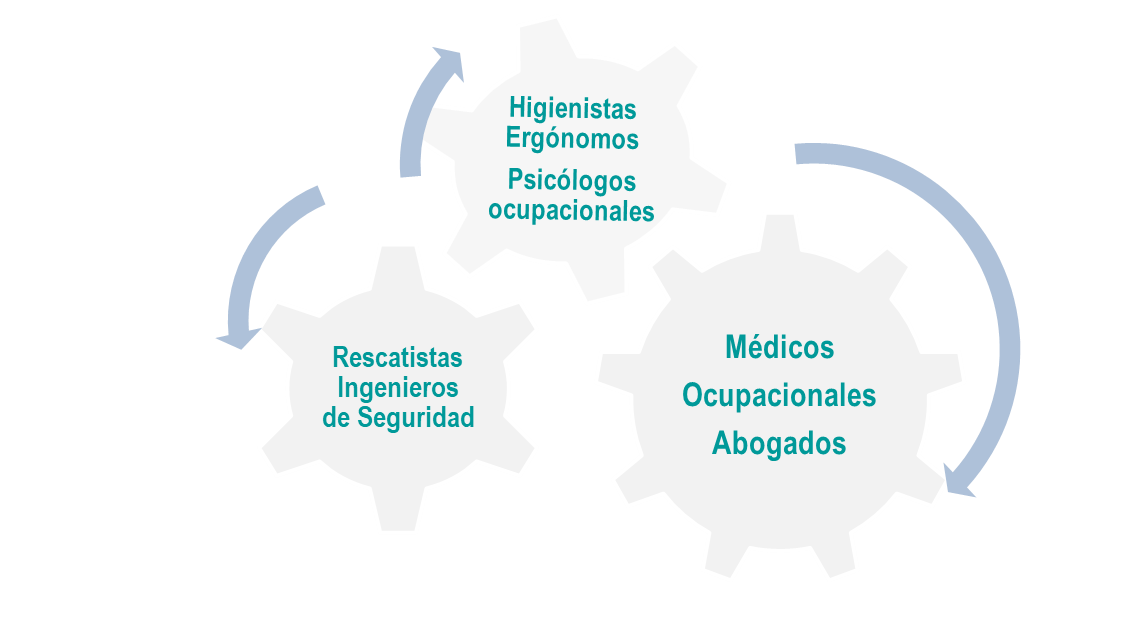 Higienistas
Ergónomos
Psicólogos
ocupacionales
Rescatistas
Ingenieros
de Seguridad
Médicos
Ocupacionales
Abogados